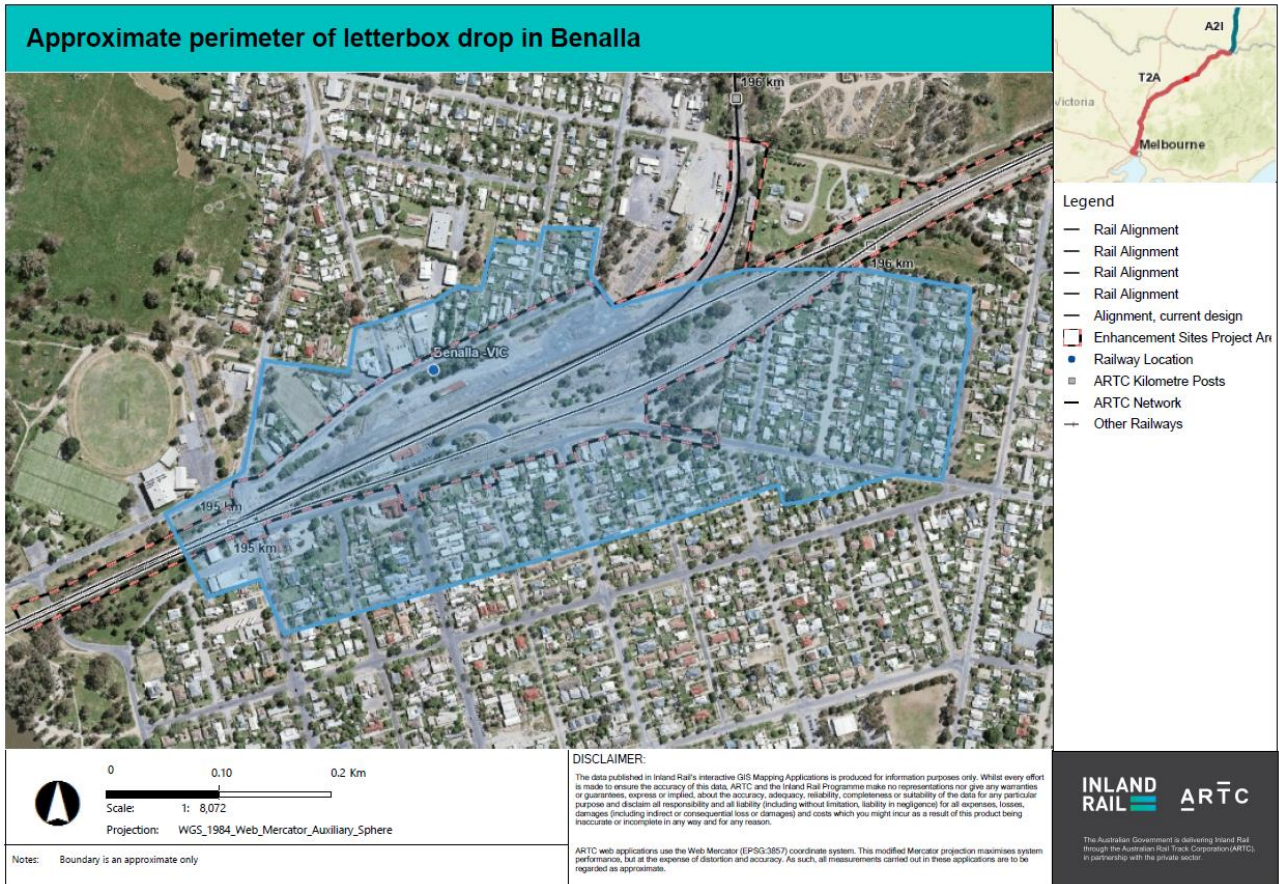 Approximate perimeter of letterbox drop in Benalla
196 km
Benalla -VIC
196 km
195 km
195 km
A2I
T2A
Victoria
Melbourne
Legend
Rail Alignment
Rail Alignment
Rail Alignment
Rail Alignment
Alignment, current design
Enhancement Sites Project Are
Railway Location
ARTC Kilometre Posts
ARTC Network
Other Railways
0 0.10 0.2 Km
Scale: 1: 8,072
Projection: WGS_1984_Web_Mercator_Auxiliary_Sphere
Notes: Boundary is an approximate only
DISCLAIMER:
The data published in Inland Rail's interactive GIS Mapping Applications is produced for information purposes only. Whilst every effort
is made to ensure the accuracy of this data, ARTC and the Inland Rail Programme make no representations nor give any warranties
or guarantees, express or implied, about the accuracy, adequacy, reliability, completeness or suitability of the data for any particular
purpose and disclaim all responsibility and all liability (including without limitation, liability in negligence) for all expenses, losses,
damages (including indirect or consequential loss or damages) and costs which you might incur as a result of this product being
inaccurate or incomplete in any way and for any reason.
ARTC web applications use the Web Mercator (EPSG:3857) coordinate system. This modified Mercator projection maximises system
performance, but at the expense of distortion and accuracy. As such, all measurements carried out in these applications are to be
regarded as approximate.
INLAND
RAIL
ARTC
The Australian Government is delivering Inland Rail
through the Australian Rail Track Corporation (ARTC),
in partnership with the private sector.